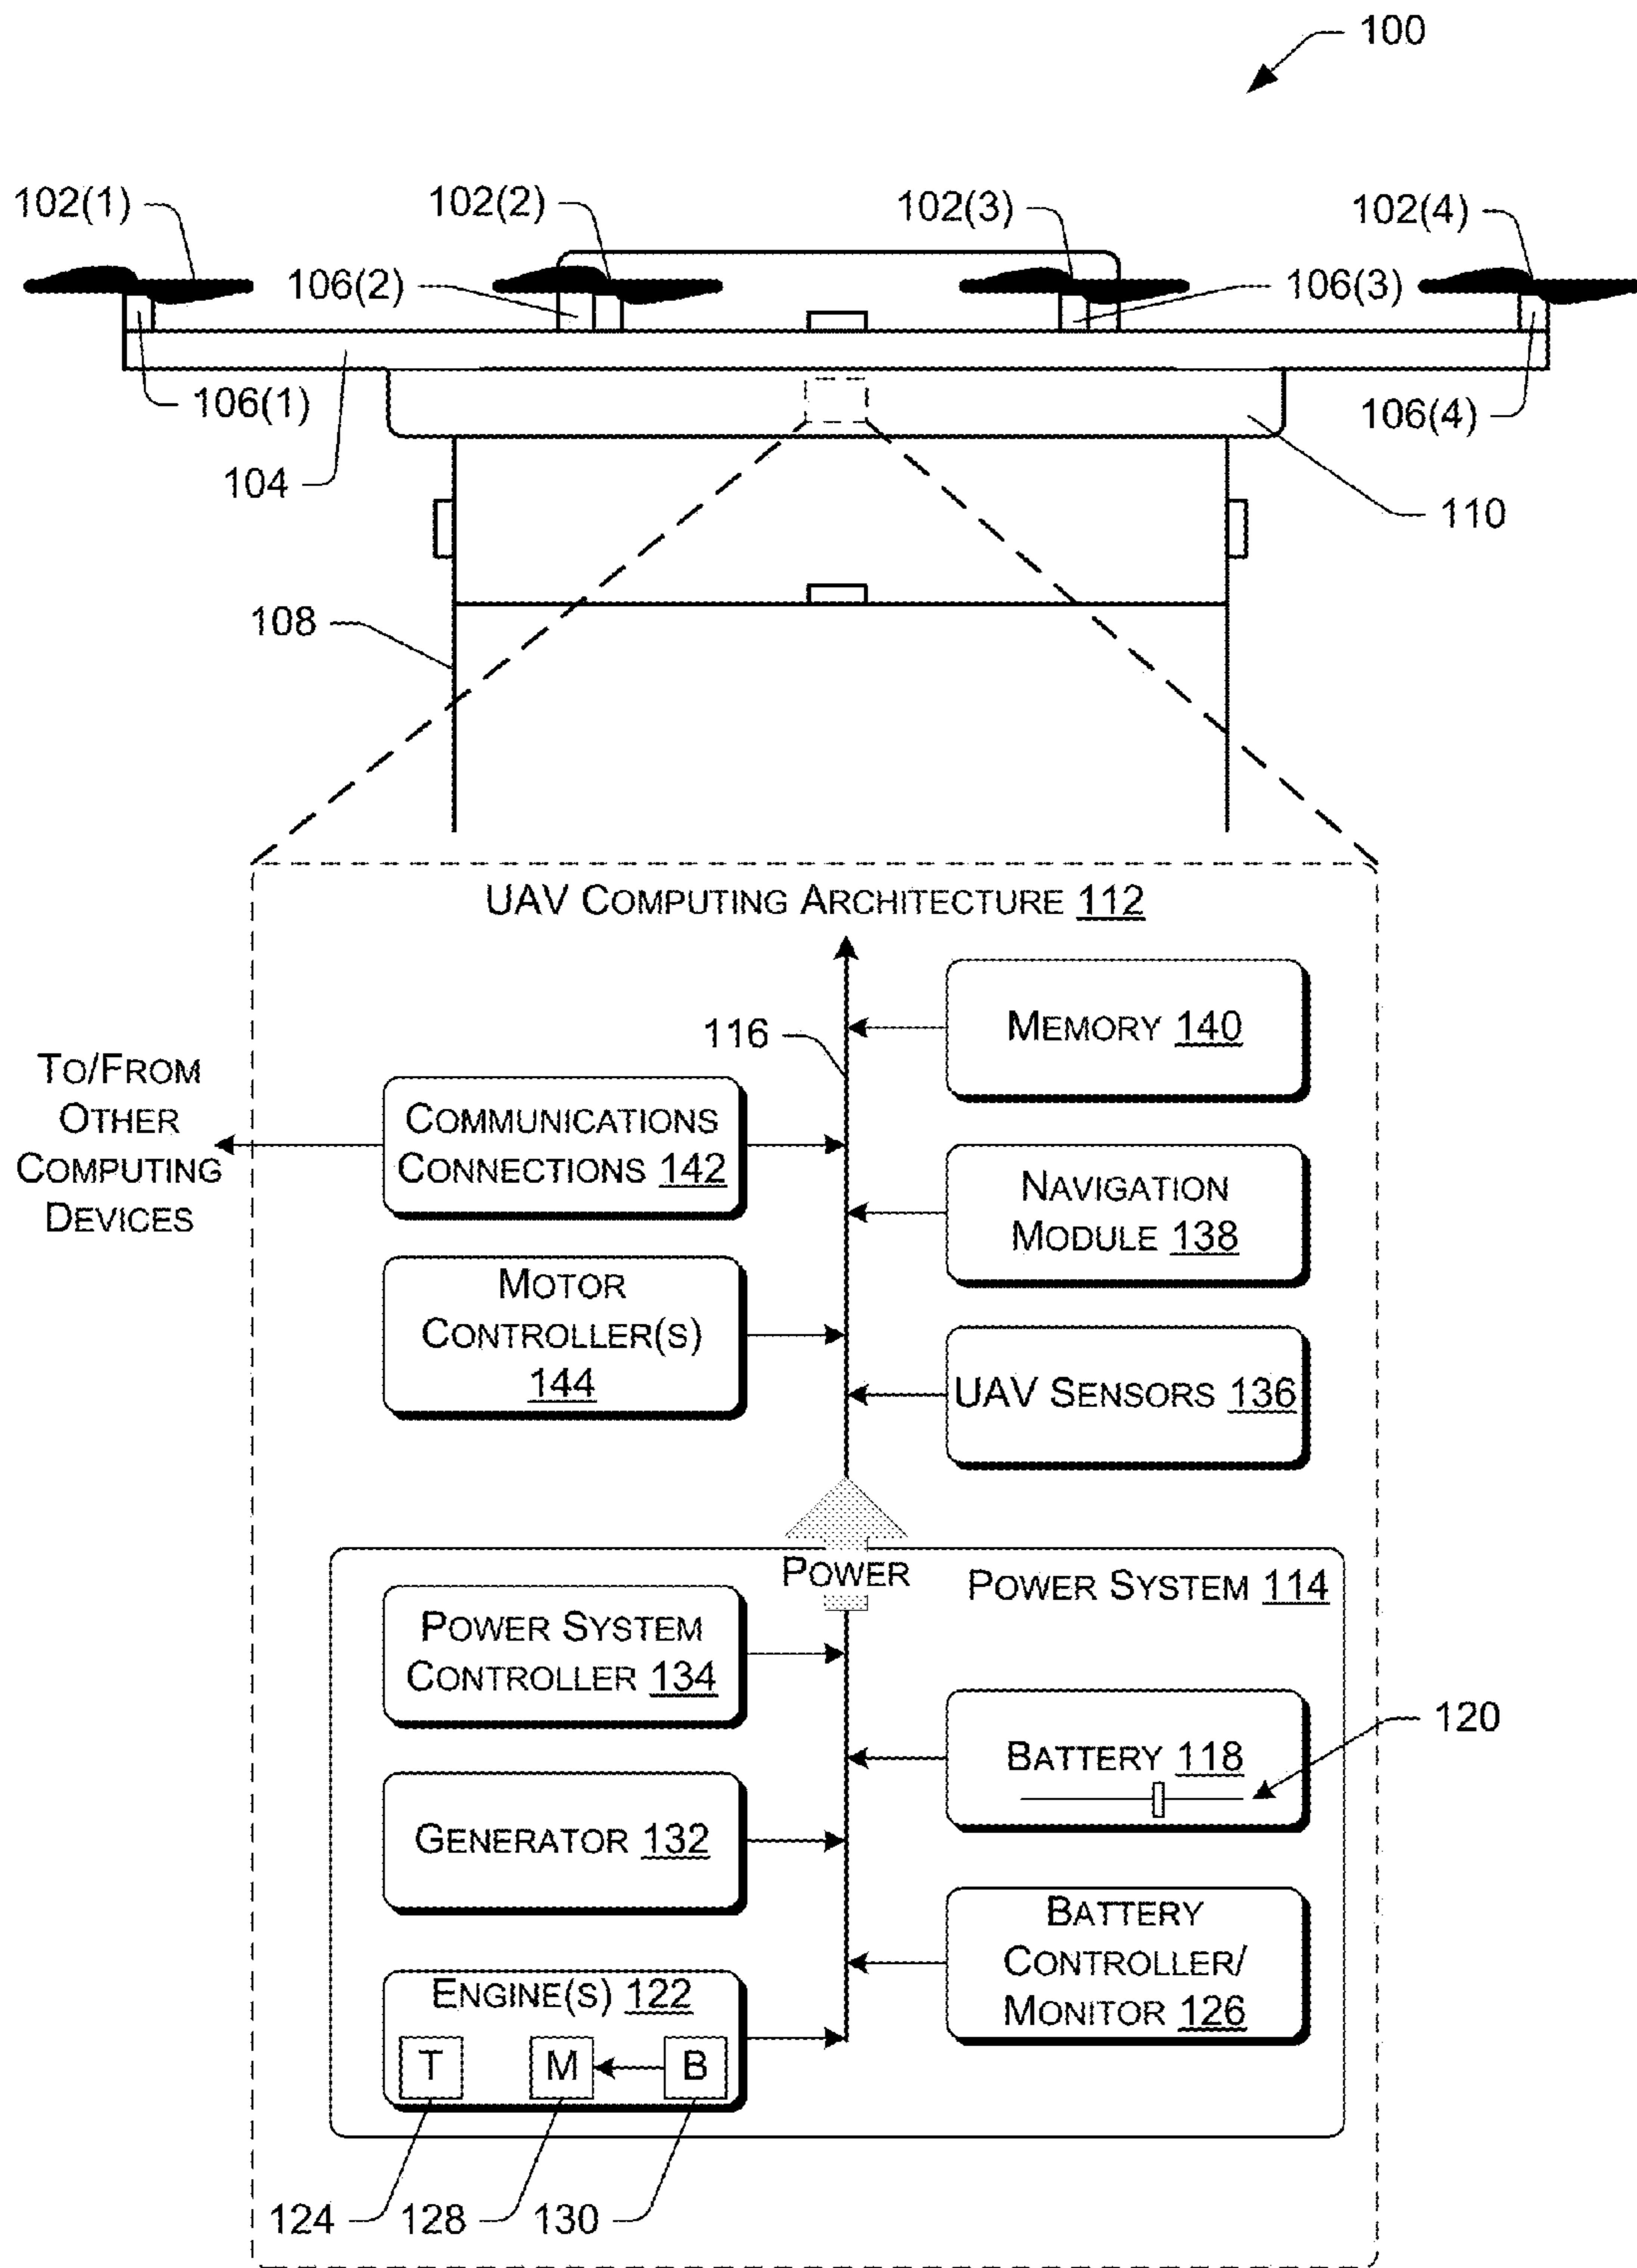 100
102(1)
102(2)
102(3)
102(4)
106(2)
106(3)
106(1)
106(4)
104
110
108
UAV COMPUTING ARCHITECTURE 112
116
MEMORY 140
TO/FROM
OTHER
COMPUTING
DEVICES
COMMUNICATIONS
CONNECTIONS 142
NAVIGATION
MODULE 138
MOTOR
CONTROLLER(S)
144
UAV SENSORS 136
POWER
POWER SYSTEM 114
POWER SYSTEM
CONTROLLER 134
BATTERY 118
120
GENERATOR 132
BATTERY
CONTROLLER/
MONITOR 126
ENGINE(S) 122
T
M
B
124
128
130